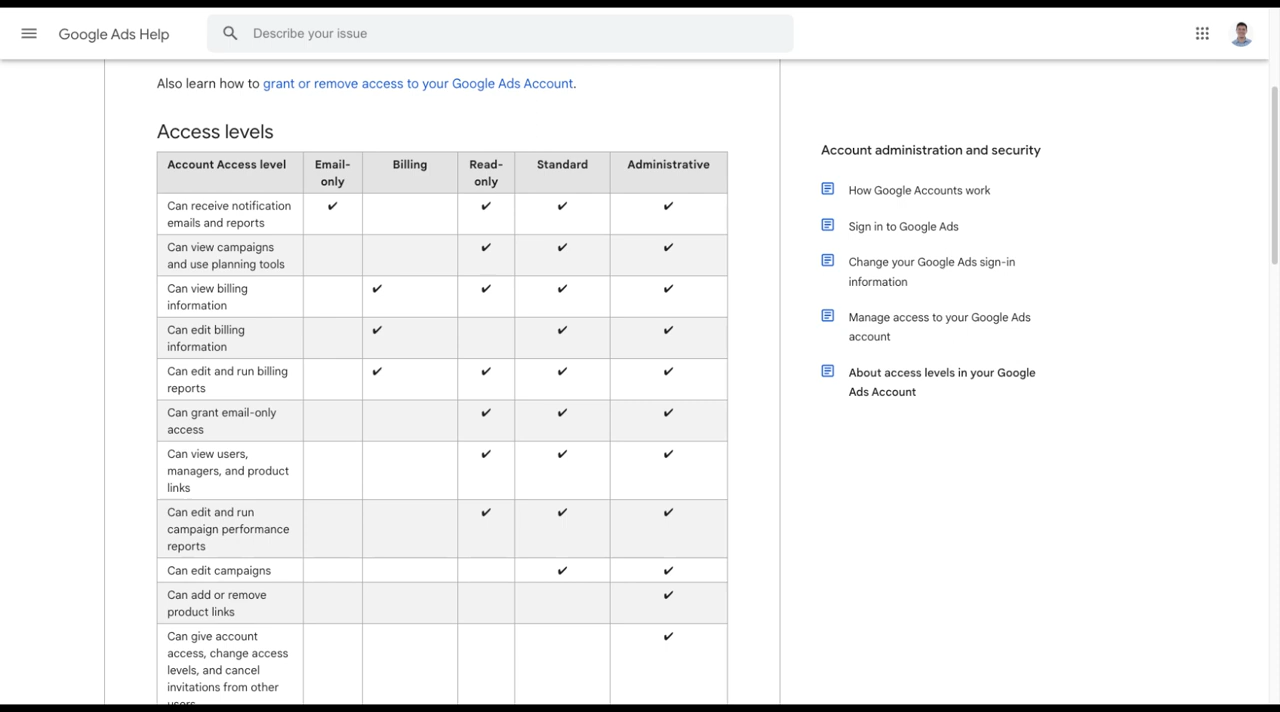 Google Ads Help
Describe your issue
Also learn how to grant or remove access to your Google Ads Account.
Access levels
Account Access level
Email-
only
Billing
Read-
only
Standard
Administrative
Can receive notification
emails and reports
✔ ✔ ✔ ✔
Can view campaigns
and use planning tools
✔ ✔ ✔
Can view billing
information
✔ ✔ ✔ ✔
Can edit billing
information
✔ ✔ ✔
Can edit and run billing
reports
✔ ✔ ✔ ✔
Can grant email-only
access
✔ ✔ ✔
Can view users,
managers, and product
links
✔ ✔ ✔
Can edit and run
campaign performance
reports
✔ ✔ ✔
Can edit campaigns
✔ ✔
Can add or remove
product links
✔
Can give account
access, change access
levels, and cancel
invitations from other
users
✔
Account administration and security
How Google Accounts work
Sign in to Google Ads
Change your Google Ads sign-in
information
Manage access to your Google Ads
account
About access levels in your Google
Ads Account